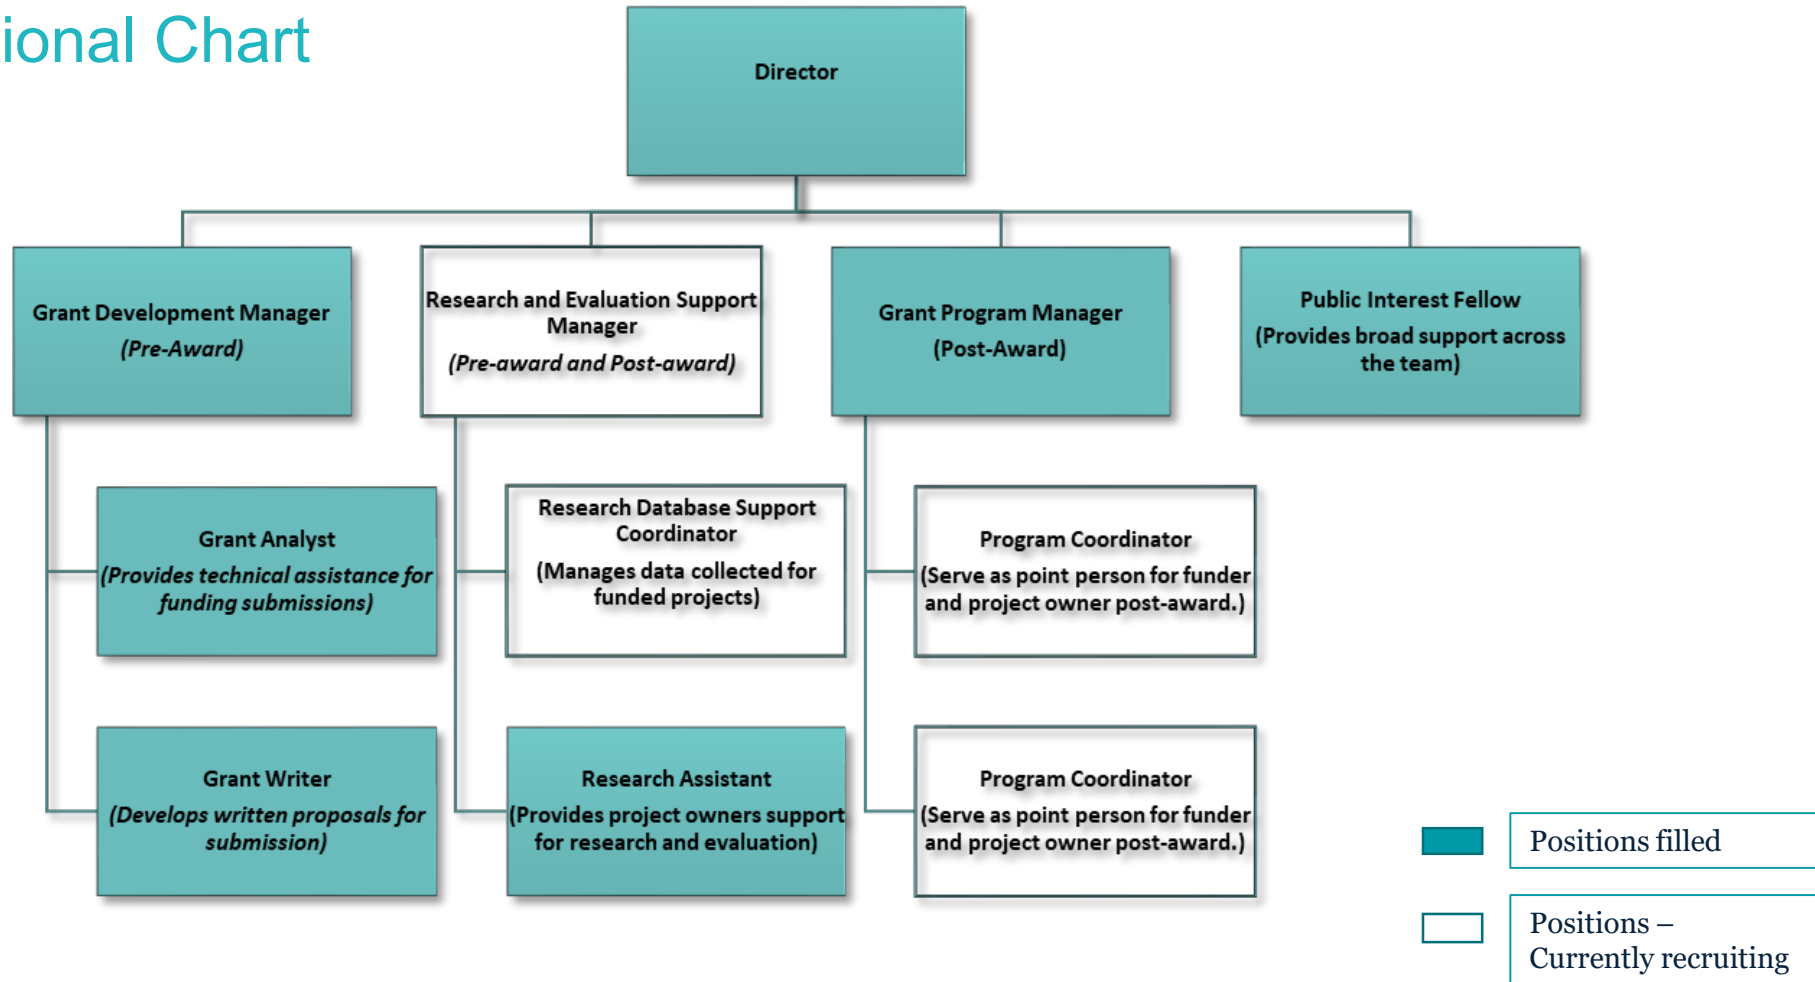 tional Chart
Director
Grant Development Manager
(Pre-Award)
Research and Evaluation Support
Manager
(Pre-award and Post-award)
Grant Program Manager
(Post-Award)
Public Interest Fellow
(Provides broad support across
the team)
Grant Analyst
(Provides technical assistance for
funding submissions)
Research Database Support
Coordinator
(Manages data collected for
funded projects)
Program Coordinator
(Serve as point person for funder
and project owner post-award.)
Grant Writer
(Develops written proposals for
submission)
Research Assistant
(Provides project owners support
for research and evaluation)
Program Coordinator
(Serve as point person for funder
and project owner post-award.)
Positions filled
Positions –
Currently recruiting